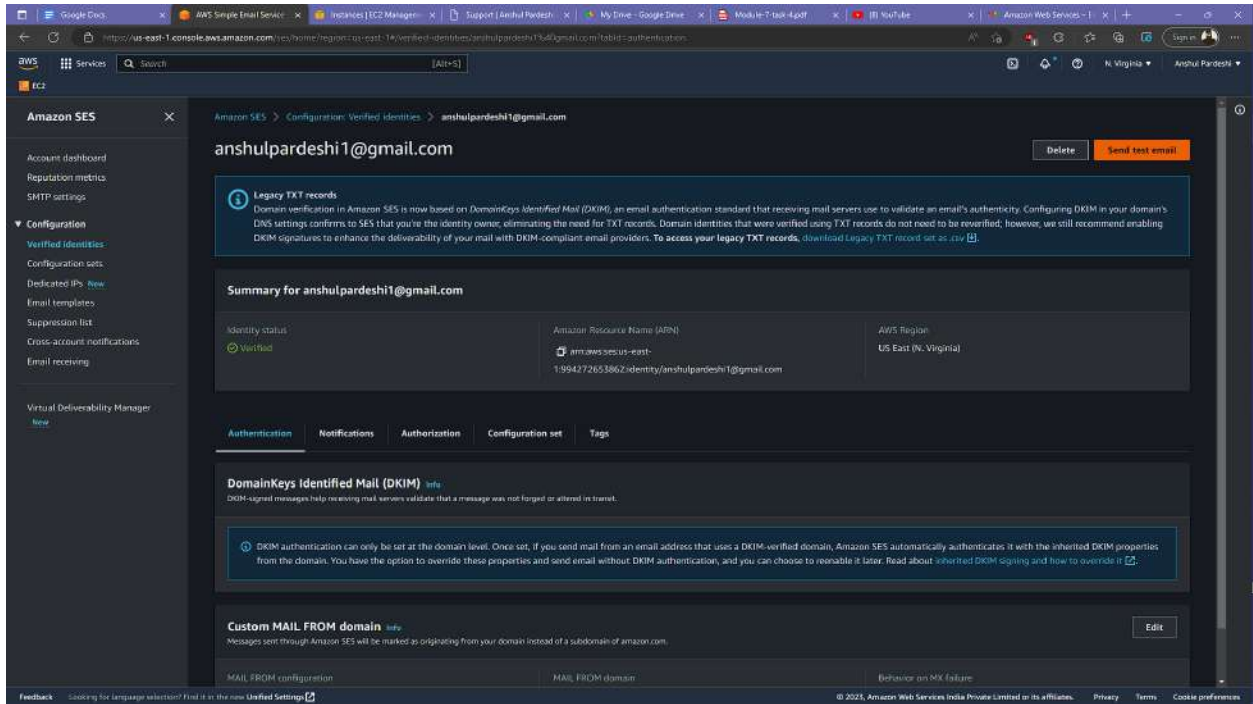 Google Docs
AWS Simple Email Service
Instances | EC2 Managem
Support | Anshul Pardeshi
My Drive - Google Drive
Module-7-task-4.pdf
YouTube
Amazon Web Services -
aws
Services
Search
[Alt+S]
N. Virginia
Anshul Pardeshi
EC2
Sign in
Amazon SES
Account dashboard
Reputation metrics
SMTP settings
Configuration
Verified identities
Configuration sets
Dedicated IPs New
Email templates
Suppression list
Cross-account notifications
Email receiving
Virtual Deliverability Manager
New
Amazon SES > Configuration: Verified identities > anshulpardeshi1@gmail.com
anshulpardeshi1@gmail.com
Delete
Send test email
Legacy TXT records
Domain verification in Amazon SES is now based on DomainKeys Identified Mail (DKIM), an email authentication standard that receiving mail servers use to validate an email's authenticity. Configuring DKIM in your domain's
DNS settings confirms to SES that you're the identity owner, eliminating the need for TXT records. Domain identities that were verified using TXT records do not need to be reverified; however, we still recommend enabling
DKIM signatures to enhance the deliverability of your mail with DKIM-compliant email providers. To access your legacy TXT records, download Legacy TXT record set as .csv
Summary for anshulpardeshi1@gmail.com
Identity status
Verified
Amazon Resource Name (ARN)
arn:aws:ses:us-east-
1:994272653862:identity/anshulpardeshi1@gmail.com
AWS Region
US East (N. Virginia)
Authentication
Notifications
Authorization
Configuration set
Tags
DomainKeys Identified Mail (DKIM) Info
DKIM-signed messages help receiving mail servers validate that a message was not forged or altered in transit.
DKIM authentication can only be set at the domain level. Once set, if you send mail from an email address that uses a DKIM-verified domain, Amazon SES automatically authenticates it with the inherited DKIM properties
from the domain. You have the option to override these properties and send email without DKIM authentication, and you can choose to reenable it later. Read about inherited DKIM signing and how to override it
Custom MAIL FROM domain Info
Messages sent through Amazon SES will be marked as originating from your domain instead of a subdomain of amazon.com.
Edit
MAIL FROM configuration
MAIL FROM domain
Behavior on MX failure
Feedback
Looking for language selection? Find it in the new Unified Settings
© 2023, Amazon Web Services India Private Limited or its affiliates.
Privacy
Terms
Cookie preferences